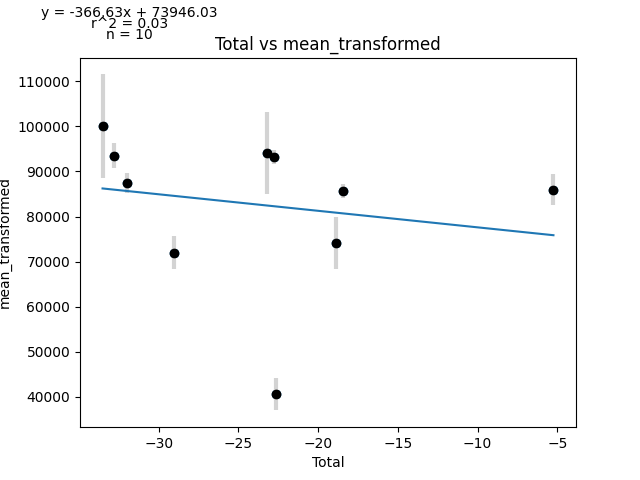 y = -366.63x + 73946.03
r^2 = 0.03
n = 10
Total vs mean_transformed
110000
100000
90000
80000
70000
60000
50000
40000
mean_transformed
−30
−25
−20
−15
−10
−5
Total